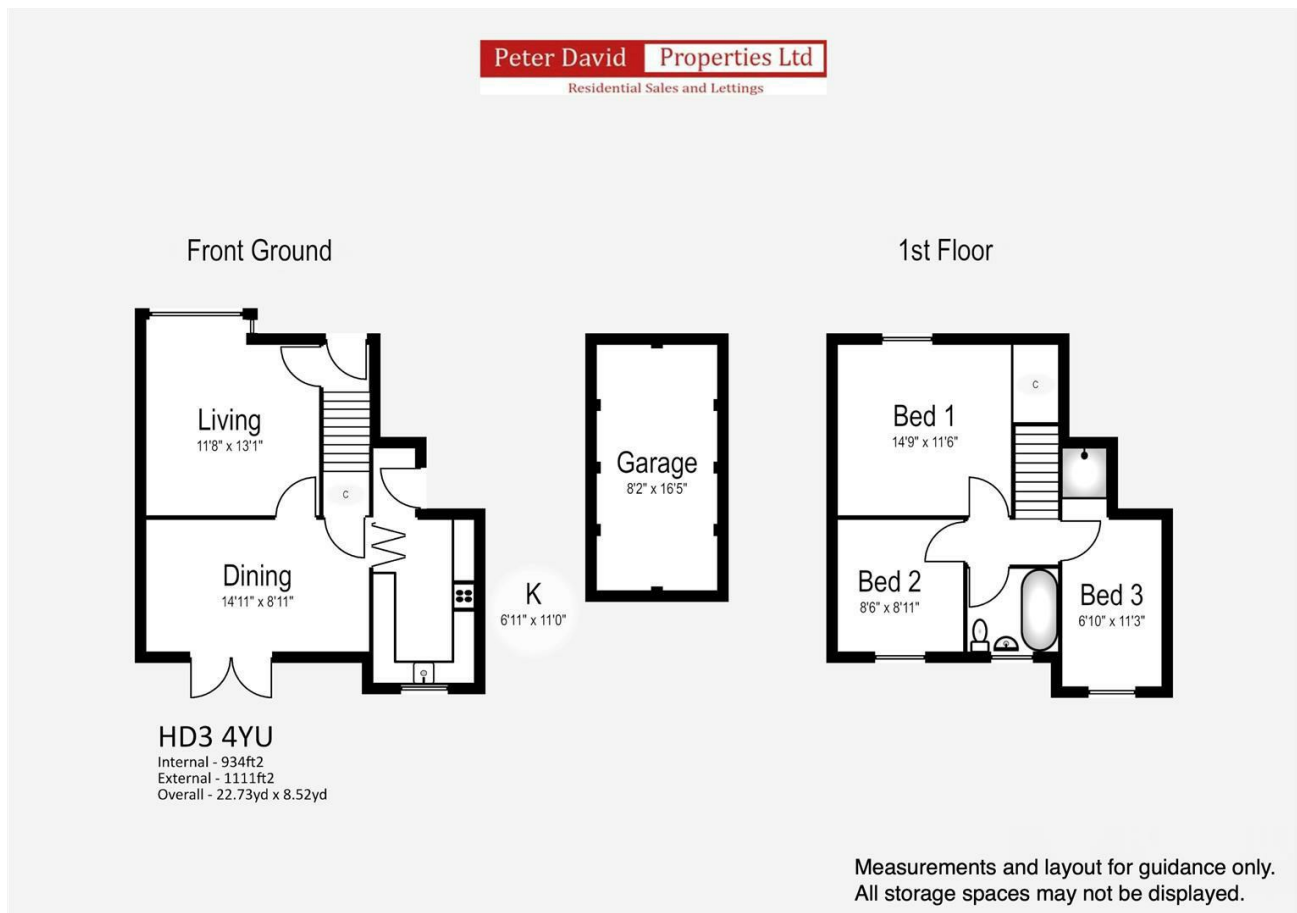 Peter David Properties Ltd
Residential Sales and Lettings
Front Ground
1st Floor
Living
11'8" x 13'1"
C
Dining
14'11" x 8'11"
K
6'11" x 11'0"
Garage
8'2" x 16'5"
Bed 1
14'9" x 11'6"
C
Bed 2
8'6" x 8'11"
Bed 3
6'10" x 11'3"
HD3 4YU
Internal - 934ft2
External - 1111ft2
Overall - 22.73yd x 8.52yd
Measurements and layout for guidance only.
All storage spaces may not be displayed.